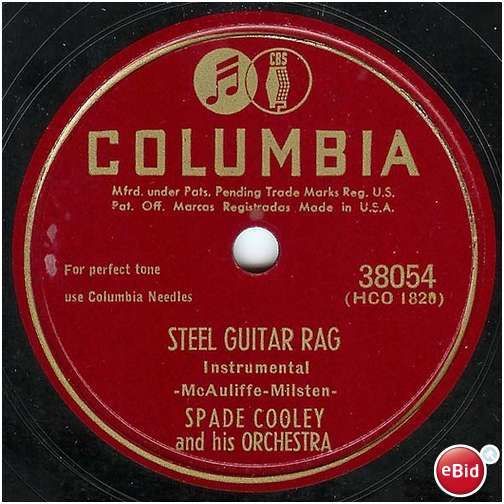 CBS
COLUMBIA
Mfrd. under Pats. Pending Trade Marks Reg. U.S.
Pat. Off. Marcas Registradas Made in U.S.A.
For perfect tone
use Columbia Needles
38054
(HCO 1820)
STEEL GUITAR RAG
Instrumental
-McAuliffe-Milsten-
SPADE COOLEY
and his ORCHESTRA
eBid